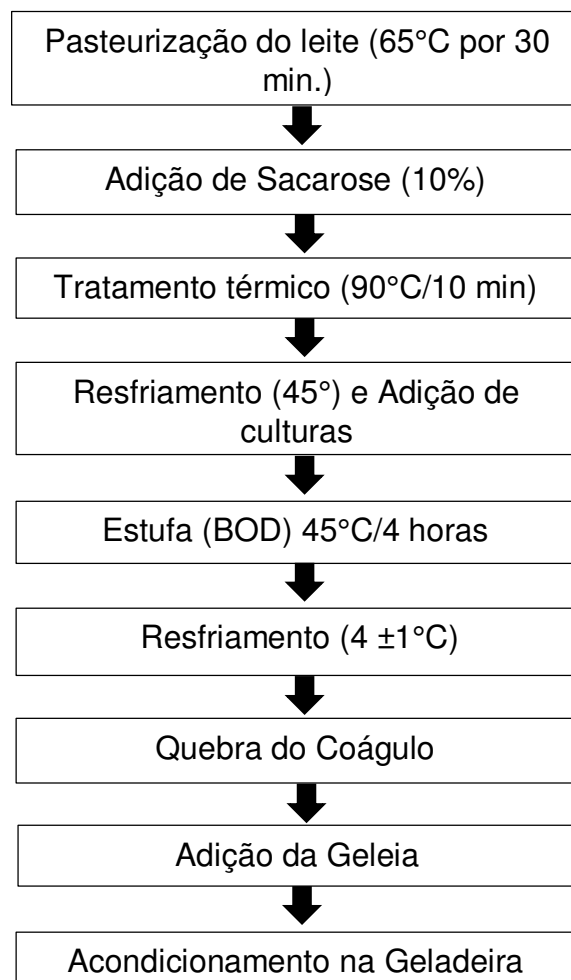 Pasteurização do leite (65°C por 30
min.)
Adição de Sacarose (10%)
Tratamento térmico (90°C/10 min)
Resfriamento (45°) e Adição de
culturas
Estufa (BOD) 45°C/4 horas
Resfriamento (4 ±1°C)
Quebra do Coágulo
Adição da Geleia
Acondicionamento na Geladeira